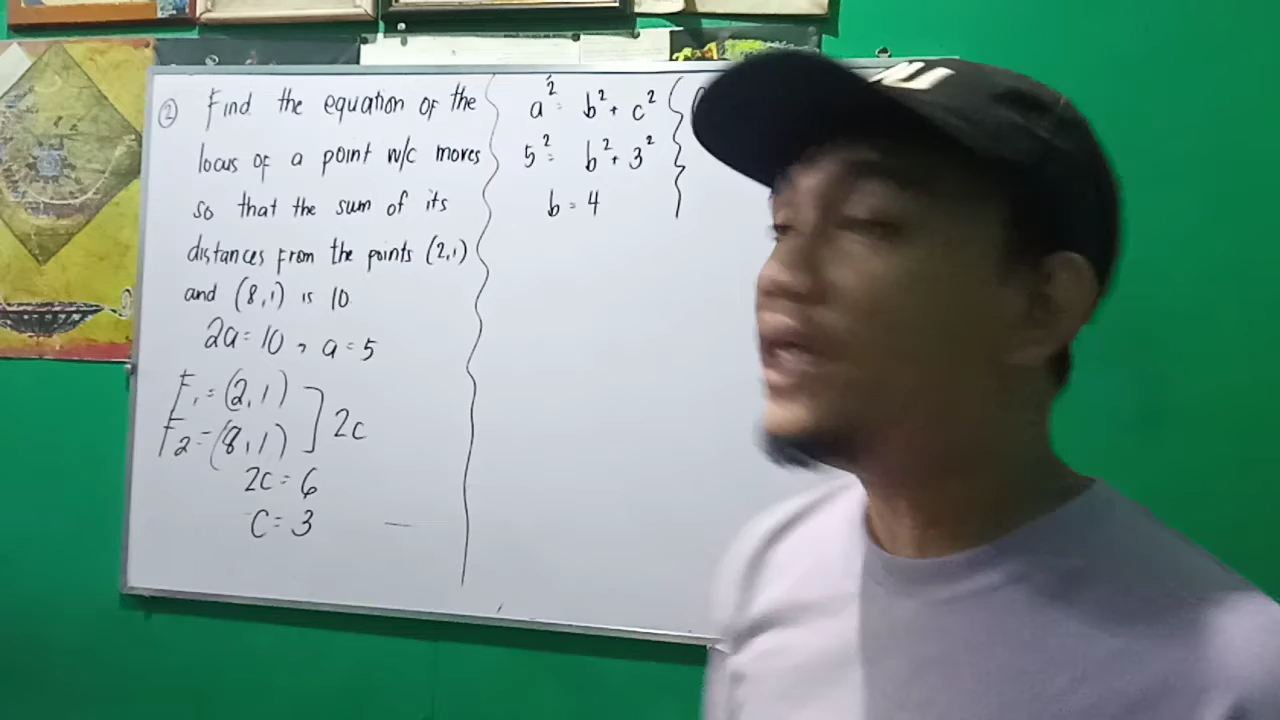 ② Find the equation of the
locus of a point w/c moves
so that the sum of its
distances from the points (2,1)
and (8,1) is 10
2a = 10, a = 5
F₁ = (2,1)
F₂ = (8,1) ] 2c
2c = 6
c = 3
a² = b² + c²
5² = b² + 3²
b = 4